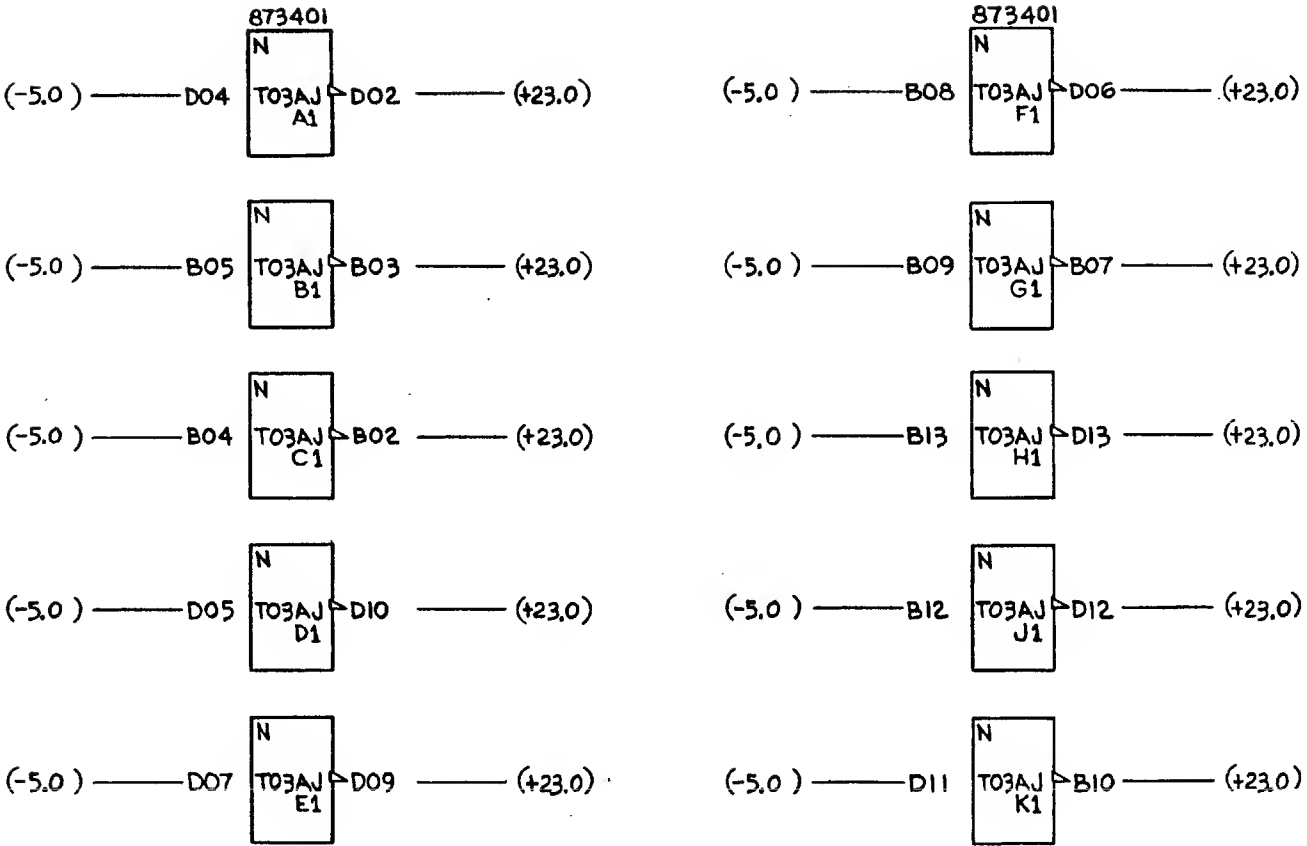 873401
N
(-5.0 ) D04 T03AJ D02 (+23.0)
A1
N
(-5.0 ) B05 T03AJ B03 (+23.0)
B1
N
(-5.0 ) B04 T03AJ B02 (+23.0)
C1
N
(-5.0 ) D05 T03AJ D10 (+23.0)
D1
N
(-5.0 ) D07 T03AJ D09 (+23.0)
E1
873401
N
(-5.0 ) B08 T03AJ D06 (+23.0)
F1
N
(-5.0 ) B09 T03AJ B07 (+23.0)
G1
N
(-5.0 ) B13 T03AJ D13 (+23.0)
H1
N
(-5.0 ) B12 T03AJ D12 (+23.0)
J1
N
(-5.0 ) D11 T03AJ B10 (+23.0)
K1